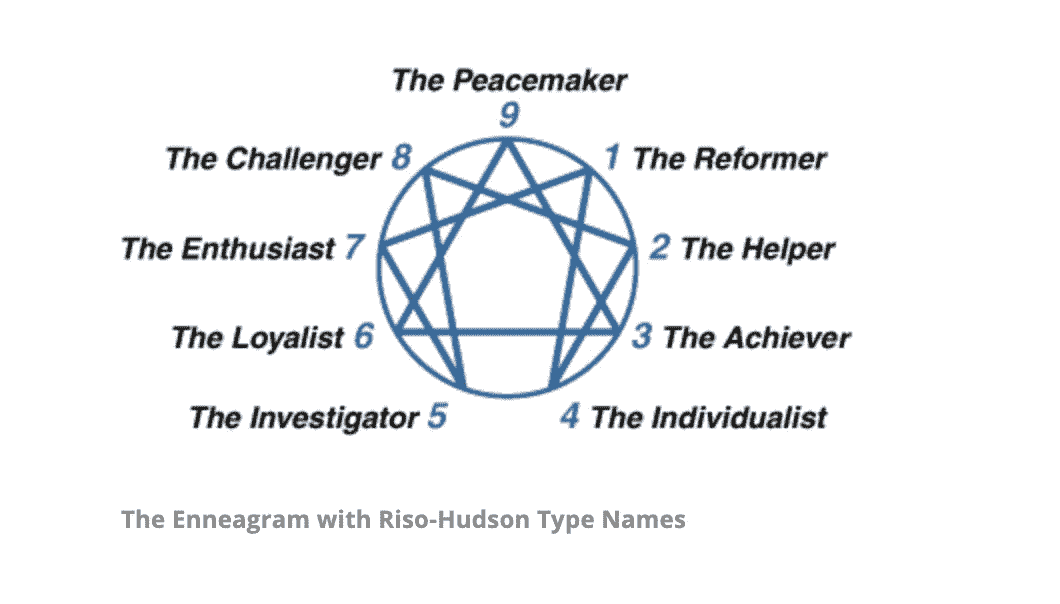 The Peacemaker
9
The Challenger 8 1 The Reformer
The Enthusiast 7 2 The Helper
The Loyalist 6 3 The Achiever
The Investigator 5 4 The Individualist
The Enneagram with Riso-Hudson Type Names